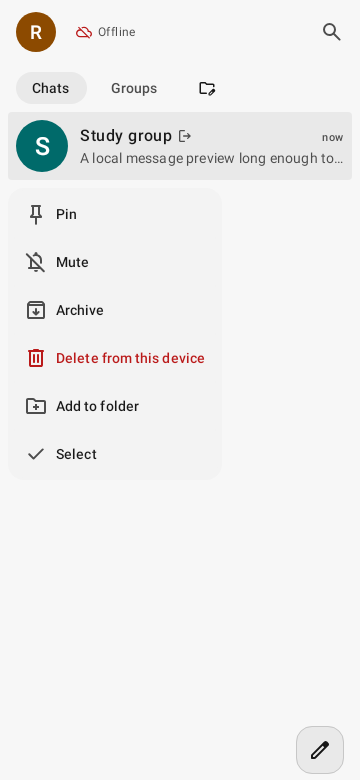 R
Offline
Chats
Groups
S
Study group
now
A local message preview long enough to…
Pin
Mute
Archive
Delete from this device
Add to folder
Select